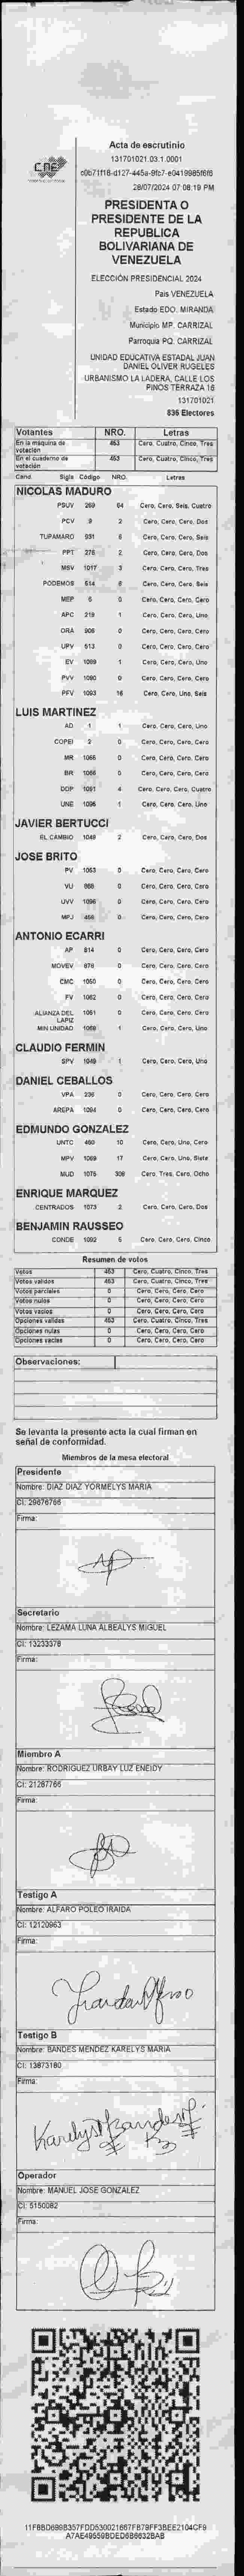 CNE
Acta de escrutinio
131701021.03.1.0001
28/07/2024 07:08:19 PM
PRESIDENTA O
PRESIDENTE DE LA
REPUBLICA
BOLIVARIANA DE
VENEZUELA
ELECCIÓN PRESIDENCIAL 2024
Pais VENEZUELA
Estado EDO. MIRANDA
Municipio MP. CARRIZAL
Parroquia PQ. CARRIZAL
UNIDAD EDUCATIVA ESTADAL JUAN
DANIEL OLIVER RUGELES
URBANISMO LA LADERA, CALLE LOS
PINOS TERRAZA 16
131701021
836 Electores
Votantes NRO. Letras
En la máquina de votación 463 Cero, Cuatro, Cinco, Tres
En el cuaderno de votación 463 Cero, Cuatro, Cinco, Tres
Cand Sigla Código NRO. Letras
NICOLAS MADURO
PSUV 269 64 Cero, Cero, Seis, Cuatro
PCV 9 2 Cero, Cero, Cero, Dos
TUPAMARO 931 6 Cero, Cero, Cero, Seis
PPT 276 2 Cero, Cero, Cero, Dos
MSV 1017 3 Cero, Cero, Cero, Tres
PODEMOS 514 6 Cero, Cero, Cero, Seis
MEP 6 0 Cero, Cero, Cero, Cero
APC 219 1 Cero, Cero, Cero, Uno
ORA 906 0 Cero, Cero, Cero, Cero
UPV 513 0 Cero, Cero, Cero, Cero
EV 1089 1 Cero, Cero, Cero, Uno
PVV 1090 0 Cero, Cero, Cero, Cero
PFV 1093 16 Cero, Cero, Uno, Seis
LUIS MARTINEZ
AD 1 1 Cero, Cero, Cero, Uno
COPEI 2 0 Cero, Cero, Cero, Cero
MR 1066 0 Cero, Cero, Cero, Cero
BR 0 Cero, Cero, Cero, Cero
DDP 1091 4 Cero, Cero, Cero, Cuatro
UNE 1096 1 Cero, Cero, Cero, Uno
JAVIER BERTUCCI
EL CAMBIO 1049 2 Cero, Cero, Cero, Dos
JOSE BRITO
PV 1053 0 Cero, Cero, Cero, Cero
VU 868 0 Cero, Cero, Cero, Cero
UVV 0 Cero, Cero, Cero, Cero
MPJ 0 Cero, Cero, Cero, Cero
ANTONIO ECARRI
AP 814 0 Cero, Cero, Cero, Cero
MOVEV 878 0 Cero, Cero, Cero, Cero
CMC 1050 0 Cero, Cero, Cero, Cero
FV 1062 0 Cero, Cero, Cero, Cero
ALIANZA DEL LAPIZ 1051 0 Cero, Cero, Cero, Cero
MIN UNIDAD 1068 1 Cero, Cero, Cero, Uno
CLAUDIO FERMIN
SPV 1048 1 Cero, Cero, Cero, Uno
DANIEL CEBALLOS
VPA 236 0 Cero, Cero, Cero, Cero
AREPA 1094 0 Cero, Cero, Cero, Cero
EDMUNDO GONZALEZ
UNTC 460 10 Cero, Cero, Uno, Cero
MPV 1069 17 Cero, Cero, Uno, Siete
MUD 1075 308 Cero, Tres, Cero, Ocho
ENRIQUE MARQUEZ
CENTRADOS 1073 2 Cero, Cero, Cero, Dos
BENJAMIN RAUSSEO
CONDE 1092 5 Cero, Cero, Cero, Cinco
Resumen de votos
Votos 463 Cero, Cuatro, Cinco, Tres
Votos validos 463 Cero, Cuatro, Cinco, Tres
Votos parciales 0 Cero, Cero, Cero, Cero
Votos nulos 0 Cero, Cero, Cero, Cero
Votos vacios 0 Cero, Cero, Cero, Cero
Opciones validas 463 Cero, Cuatro, Cinco, Tres
Opciones nulas 0 Cero, Cero, Cero, Cero
Opciones vacias 0 Cero, Cero, Cero, Cero
Observaciones:
Se levanta la presente acta la cual firman en
señal de conformidad.
Miembros de la mesa electoral
Presidente
Nombre: DIAZ DIAZ YORMELYS MARIA
CI: 29876766
Firma:
Secretario
Nombre: LEZAMA LUNA ALBEALYS MIGUEL
CI: 13233378
Firma:
Miembro A
Nombre: RODRIGUEZ URBAY LUZ ENEIDY
CI: 21287766
Firma:
Testigo A
Nombre: ALFARO POLEO IRAIDA
CI: 12120963
Firma:
Testigo B
Nombre: BANDES MENDEZ KARELYS MARIA
CI: 13873180
Firma:
Operador
Nombre: MANUEL JOSE GONZALEZ
CI: 5150082
Firma: